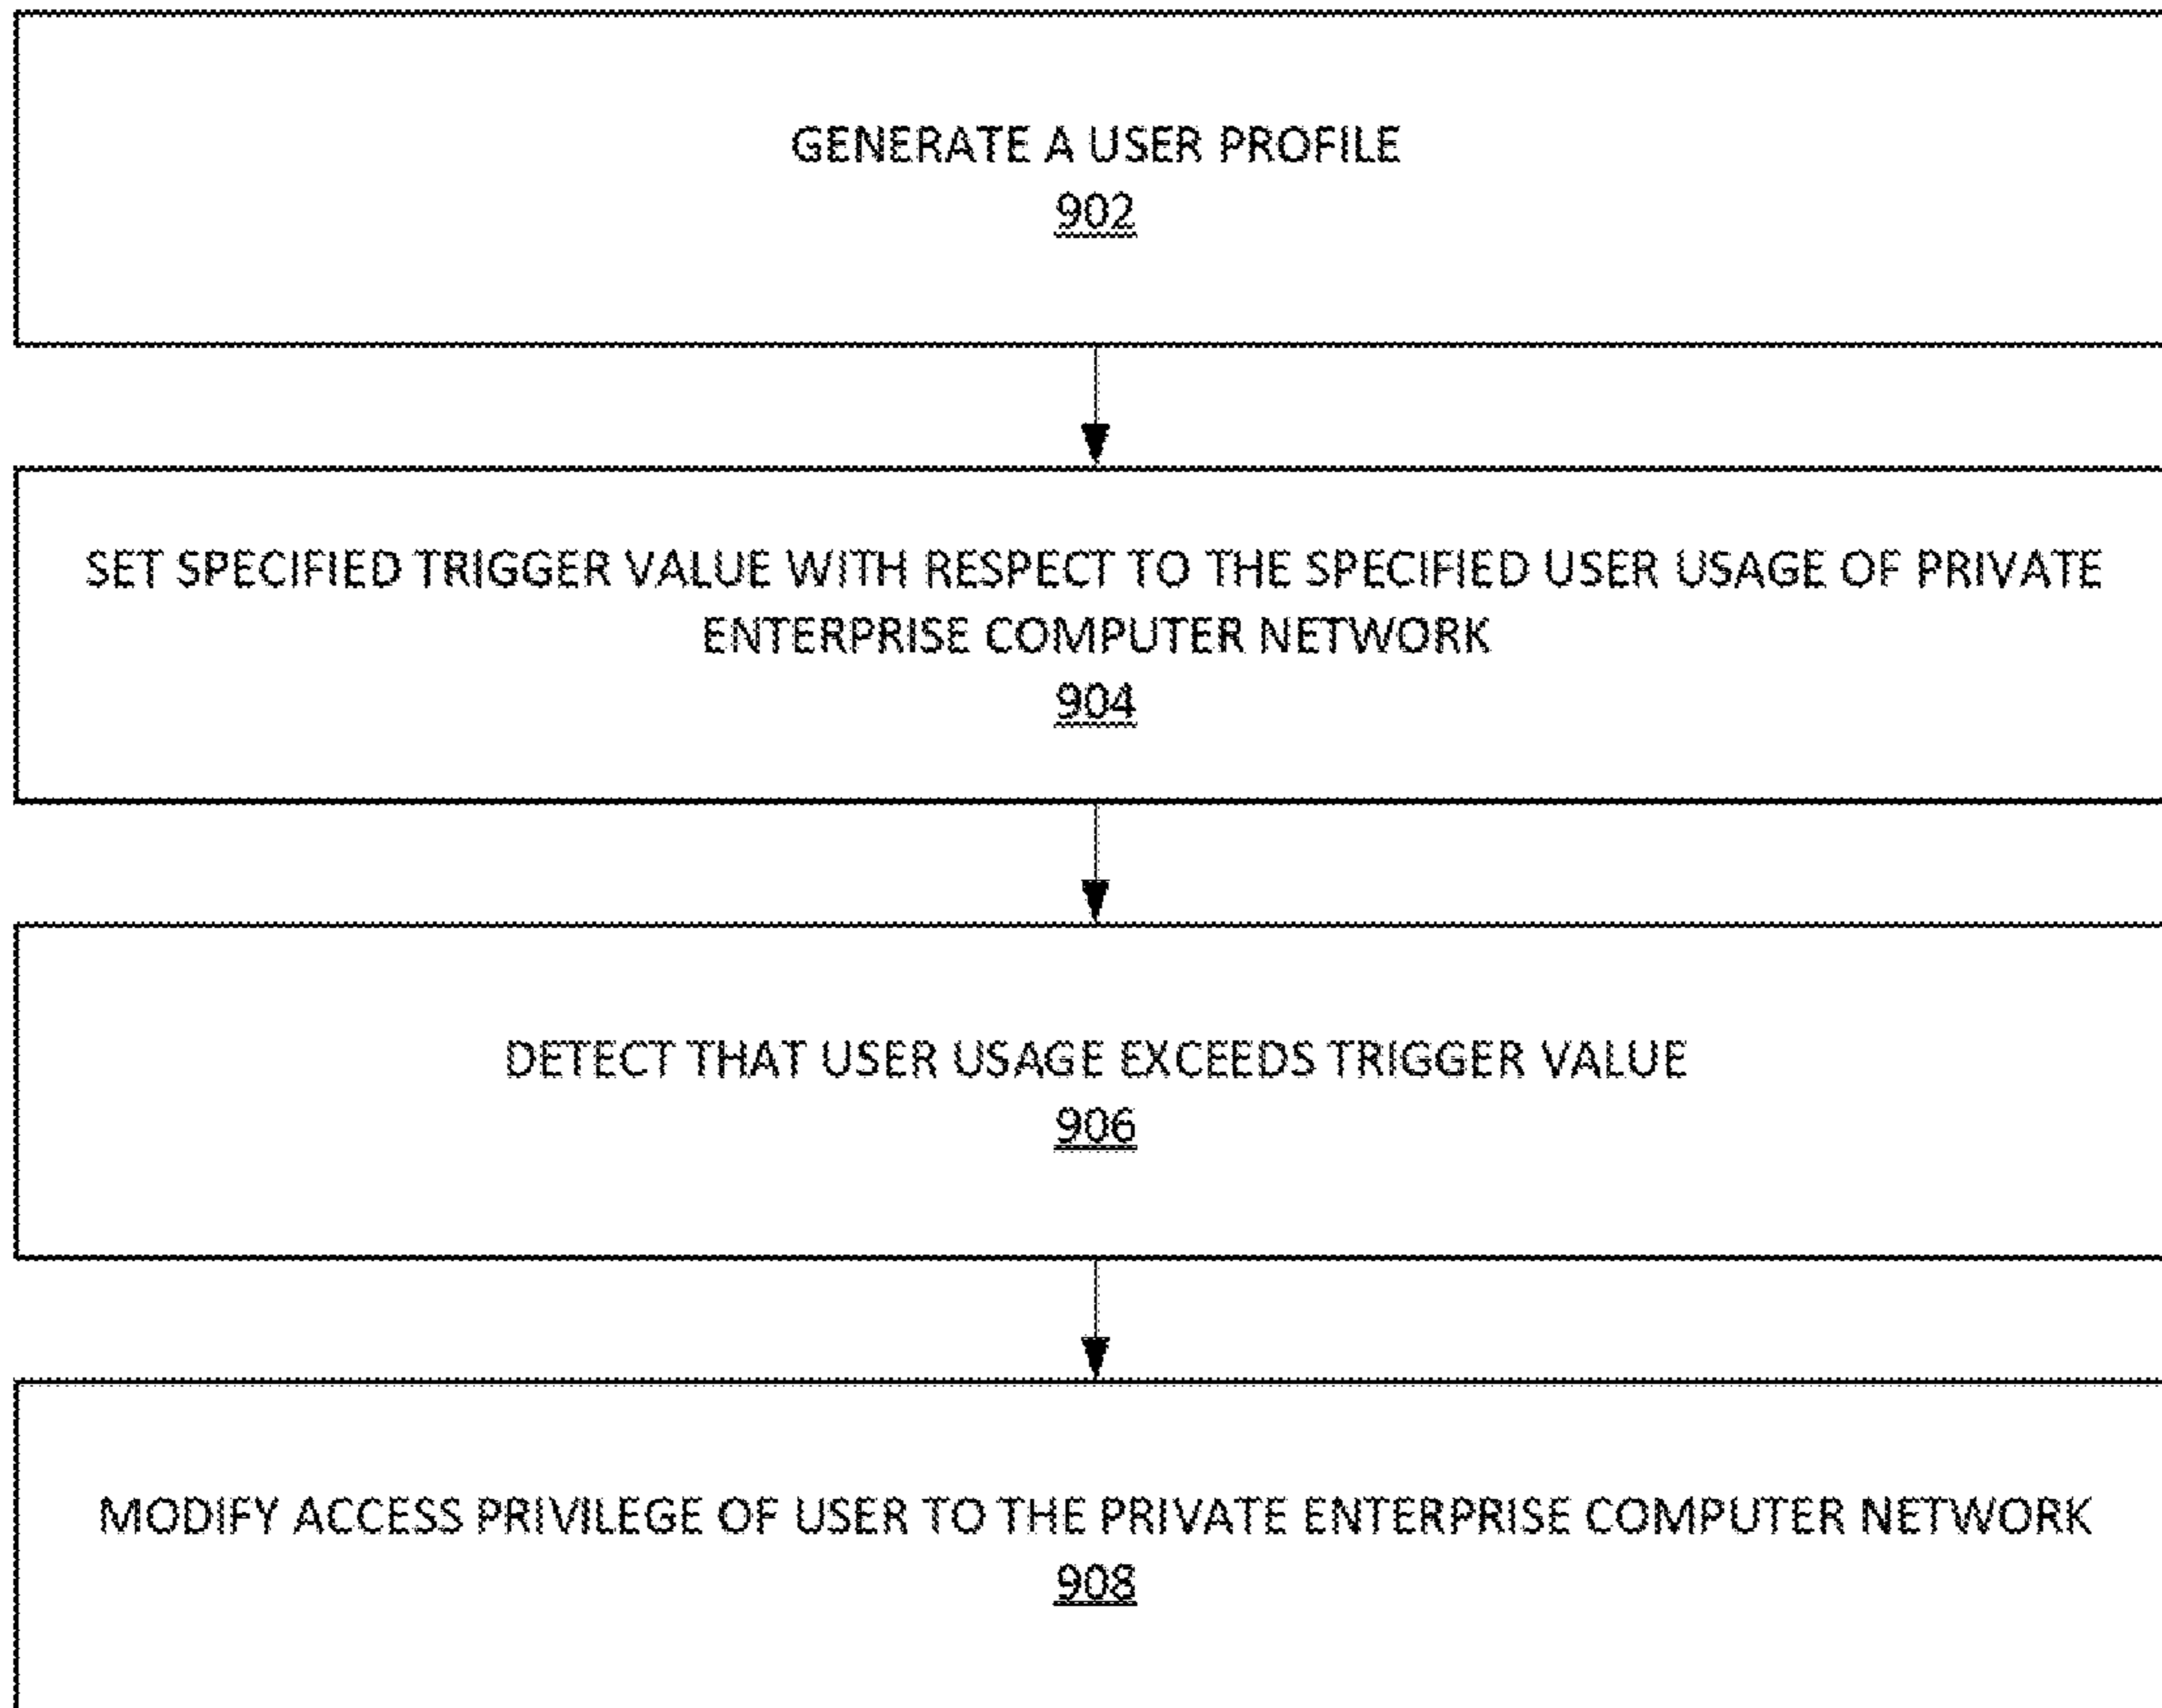 GENERATE A USER PROFILE
902
SET SPECIFIED TRIGGER VALUE WITH RESPECT TO THE SPECIFIED USER USAGE OF PRIVATE
ENTERPRISE COMPUTER NETWORK
904
DETECT THAT USER USAGE EXCEEDS TRIGGER VALUE
906
MODIFY ACCESS PRIVILEGE OF USER TO THE PRIVATE ENTERPRISE COMPUTER NETWORK
908